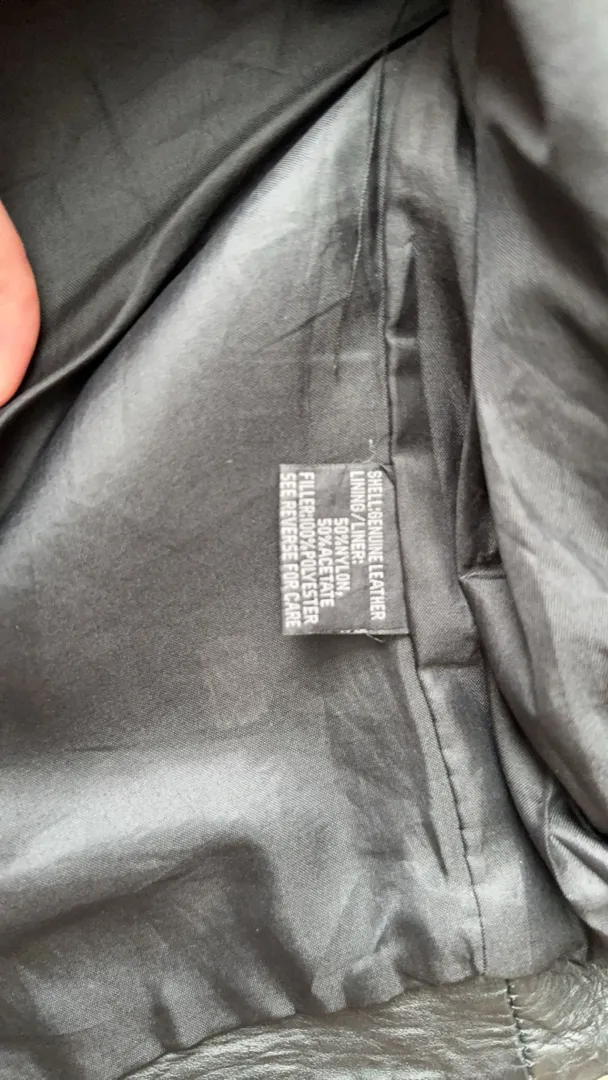 SHELL:GENUINE LEATHER
LINING/LINER:
50%NYLON,
50%ACETATE
FILLER:100%POLYESTER
SEE REVERSE FOR CARE